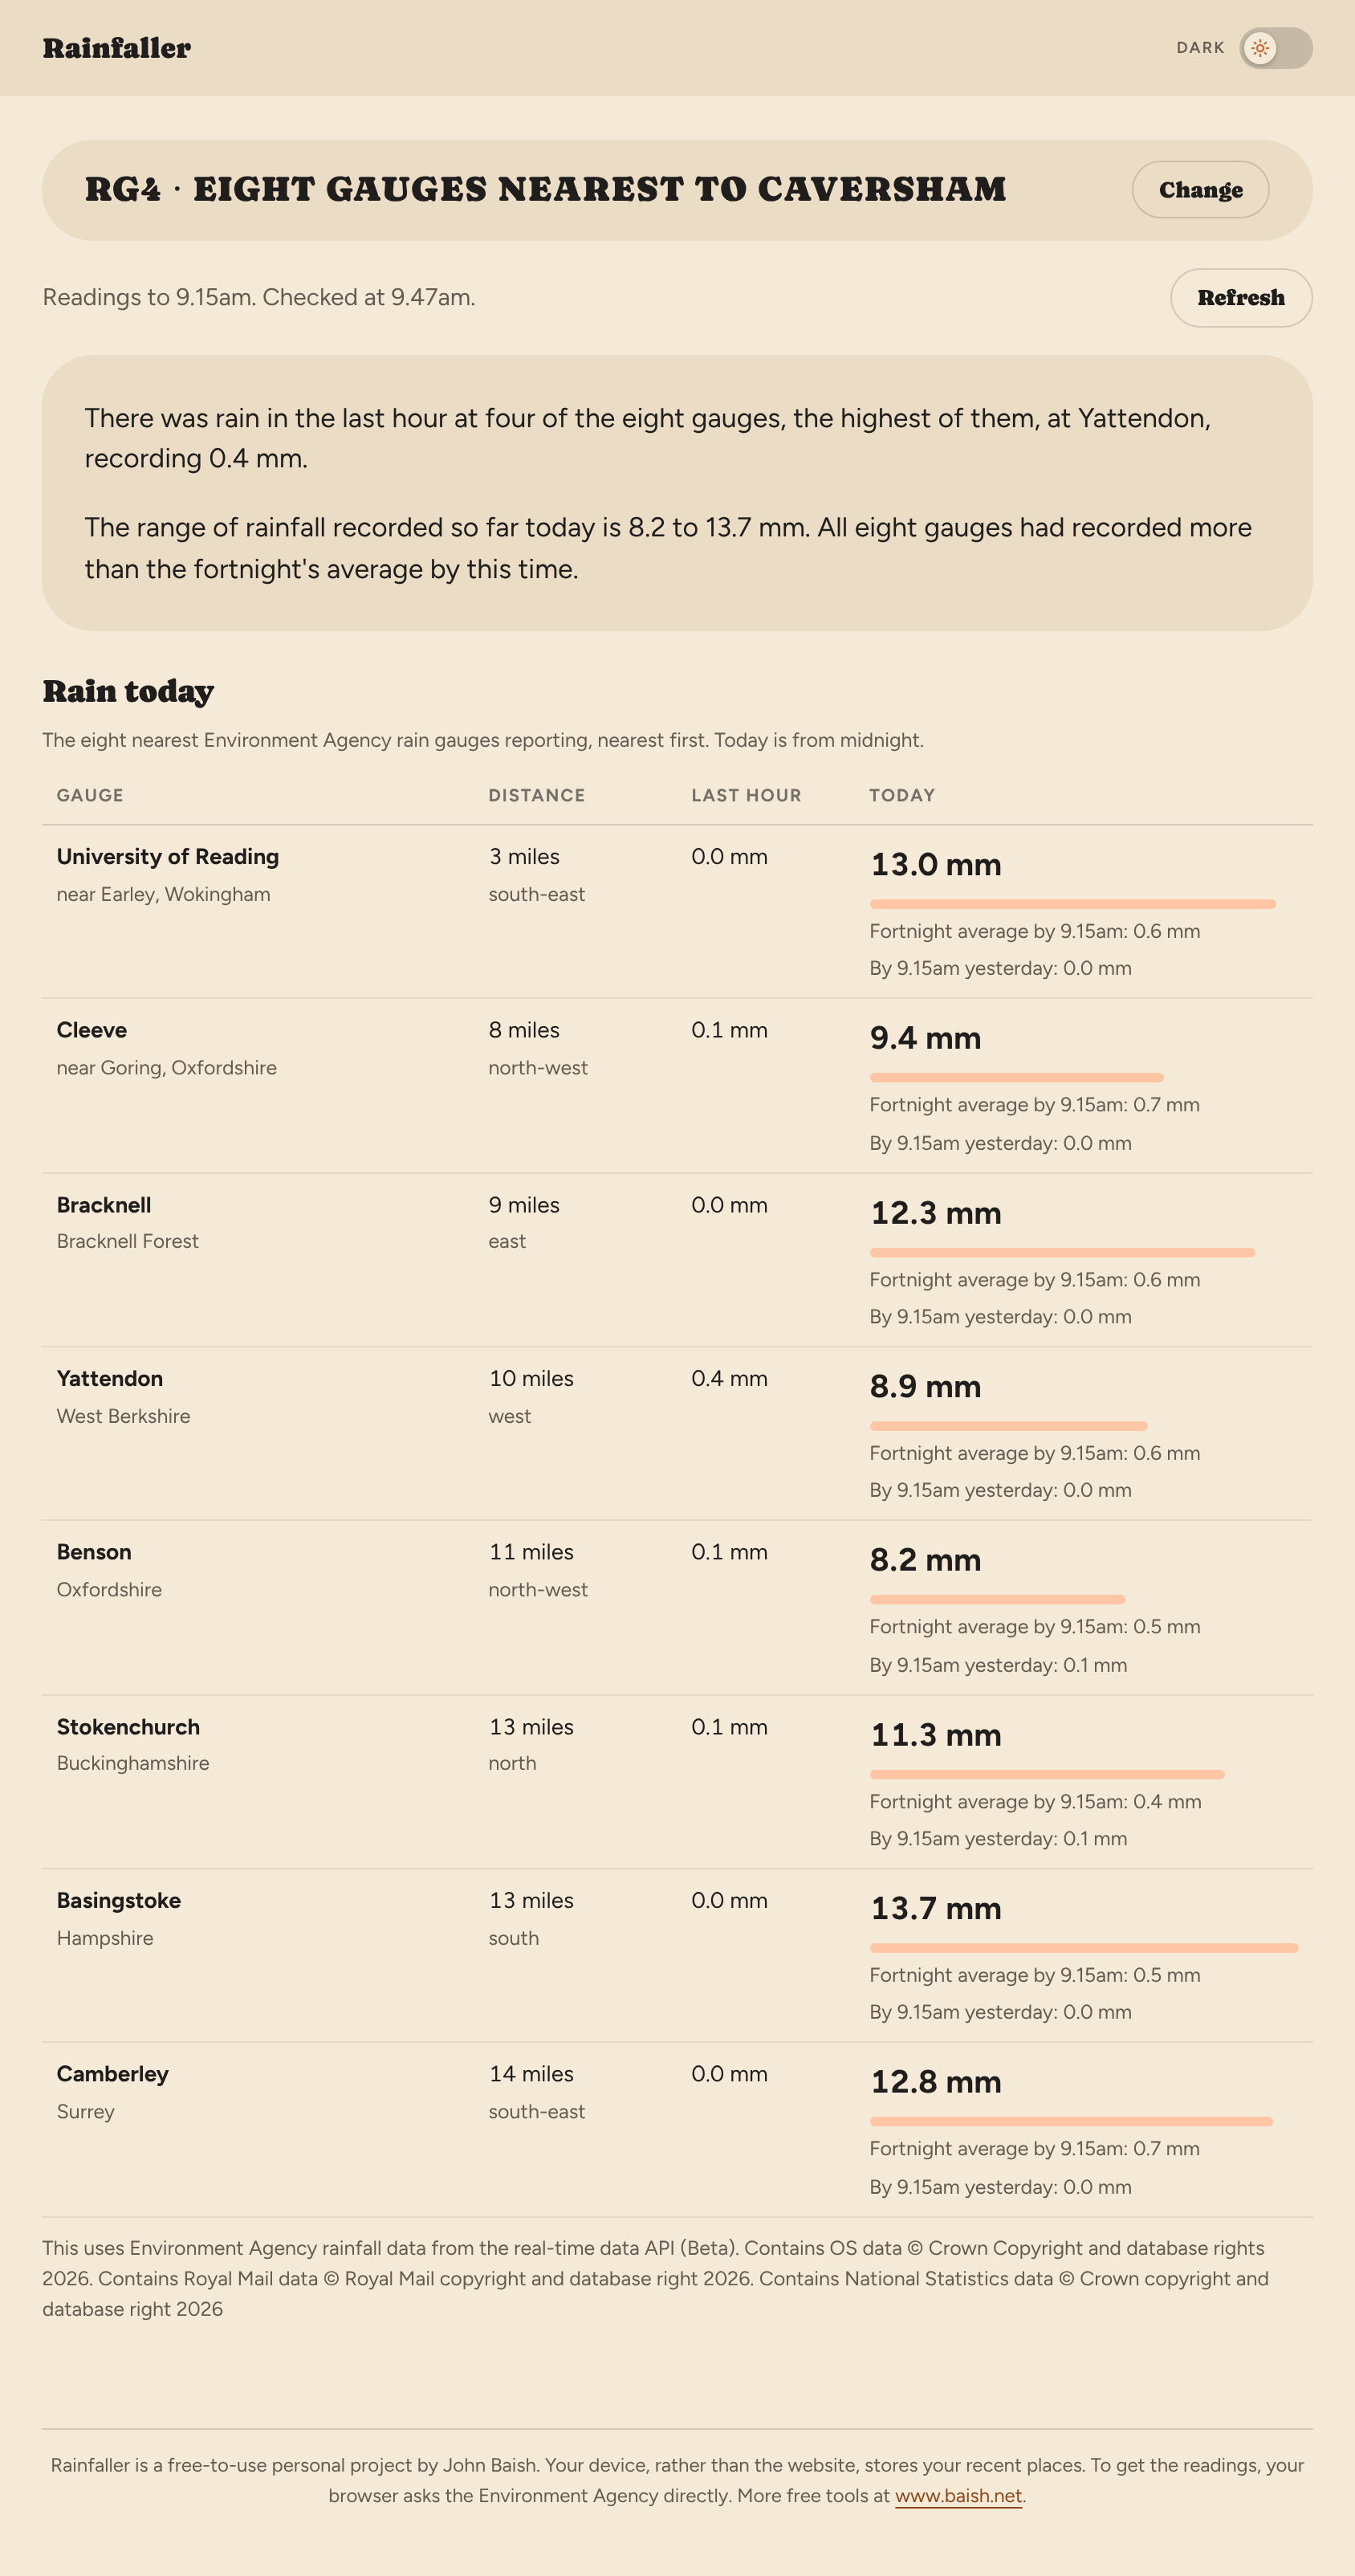 Rainfaller
DARK
RG4 · EIGHT GAUGES NEAREST TO CAVERSHAM
Change
Readings to 9.15am. Checked at 9.47am.
Refresh
There was rain in the last hour at four of the eight gauges, the highest of them, at Yattendon,
recording 0.4 mm.
The range of rainfall recorded so far today is 8.2 to 13.7 mm. All eight gauges had recorded more
than the fortnight's average by this time.
Rain today
The eight nearest Environment Agency rain gauges reporting, nearest first. Today is from midnight.
GAUGE DISTANCE LAST HOUR TODAY
University of Reading 3 miles 0.0 mm 13.0 mm
near Earley, Wokingham south-east
Fortnight average by 9.15am: 0.6 mm
By 9.15am yesterday: 0.0 mm
Cleeve 8 miles 0.1 mm 9.4 mm
near Goring, Oxfordshire north-west
Fortnight average by 9.15am: 0.7 mm
By 9.15am yesterday: 0.0 mm
Bracknell 9 miles 0.0 mm 12.3 mm
Bracknell Forest east
Fortnight average by 9.15am: 0.6 mm
By 9.15am yesterday: 0.0 mm
Yattendon 10 miles 0.4 mm 8.9 mm
West Berkshire west
Fortnight average by 9.15am: 0.6 mm
By 9.15am yesterday: 0.0 mm
Benson 11 miles 0.1 mm 8.2 mm
Oxfordshire north-west
Fortnight average by 9.15am: 0.5 mm
By 9.15am yesterday: 0.1 mm
Stokenchurch 13 miles 0.1 mm 11.3 mm
Buckinghamshire north
Fortnight average by 9.15am: 0.4 mm
By 9.15am yesterday: 0.1 mm
Basingstoke 13 miles 0.0 mm 13.7 mm
Hampshire south
Fortnight average by 9.15am: 0.5 mm
By 9.15am yesterday: 0.0 mm
Camberley 14 miles 0.0 mm 12.8 mm
Surrey south-east
Fortnight average by 9.15am: 0.7 mm
By 9.15am yesterday: 0.0 mm
This uses Environment Agency rainfall data from the real-time data API (Beta). Contains OS data © Crown Copyright and database rights
2026. Contains Royal Mail data © Royal Mail copyright and database right 2026. Contains National Statistics data © Crown copyright and
database right 2026
Rainfaller is a free-to-use personal project by John Baish. Your device, rather than the website, stores your recent places. To get the readings, your
browser asks the Environment Agency directly. More free tools at www.baish.net.